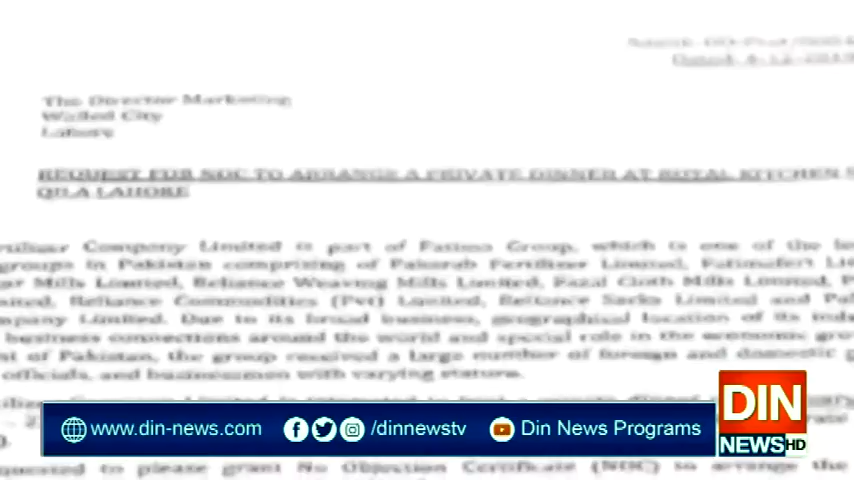 The Director Marketing
Walled City
Lahore
REQUEST FOR NOC TO ARRANGE A PRIVATE DINNER AT ROYAL KITCHEN
QILA LAHORE
Company Limited is part of Fatima Group, which is one of the
groups in Pakistan comprising of Pakarab Fertilizer Limited, Fatimafert
Mills Limited, Reliance Weaving Mills Limited, Fazal Cloth Mills Limited,
Reliance Commodities (Pvt) Limited, Reliance Sacks Limited and
Limited. Due to its broad business, geographical location of its
business connections around the world and special role in the economic
of Pakistan, the group received a large number of foreign and domestic
officials, and businessmen with varying stature.
to please grant No Objection Certificate (NOC) to arrange the
www.din-news.com
/dinnewstv
Din News Programs
DIN
NEWS HD